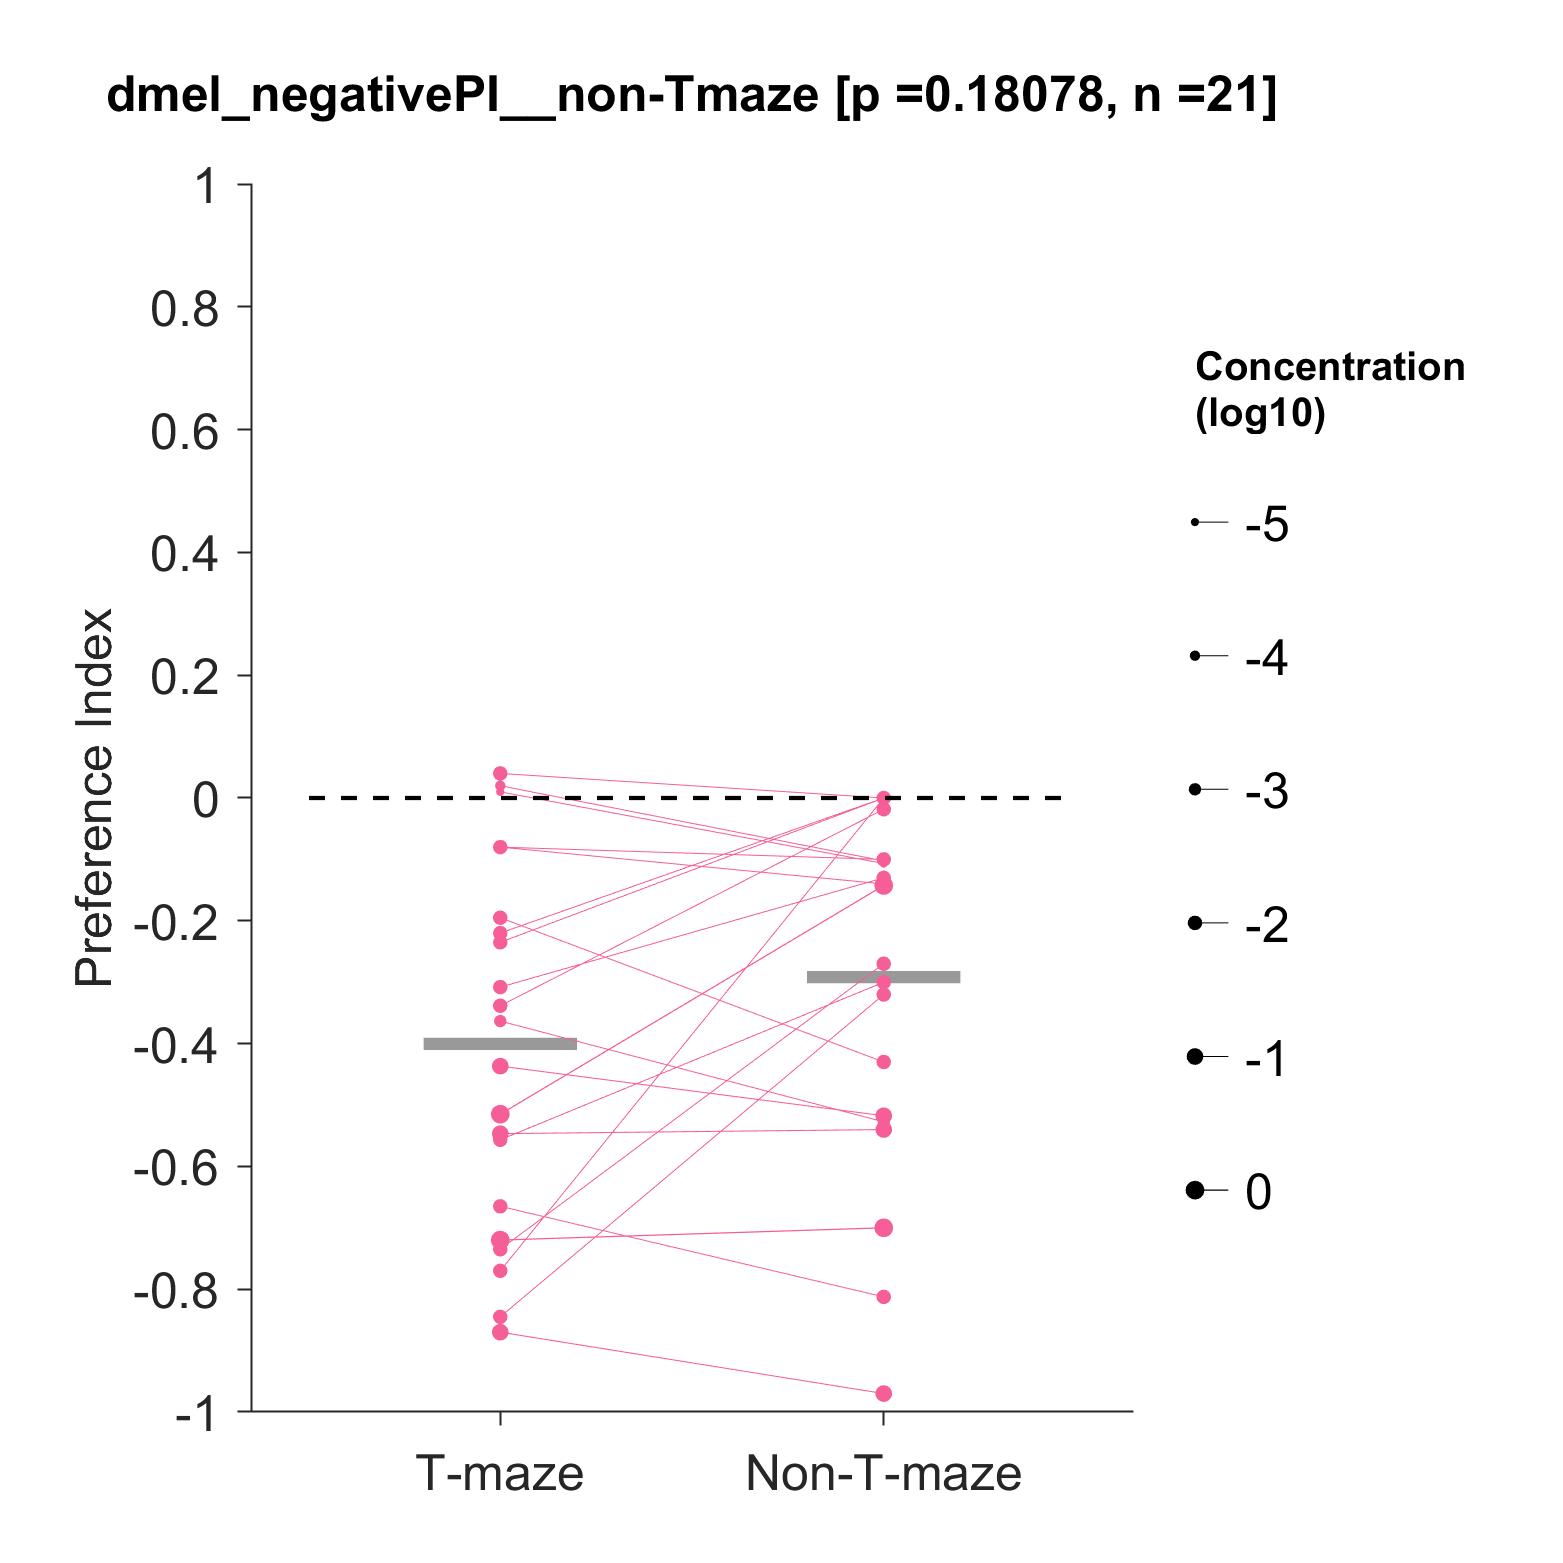 dmel_negativePI__non-Tmaze [p =0.18078, n =21]
1
0.8
0.6
0.4
0.2
0
-0.2
-0.4
-0.6
-0.8
-1
Preference Index
T-maze
Non-T-maze
Concentration
(log10)
-5
-4
-3
-2
-1
0